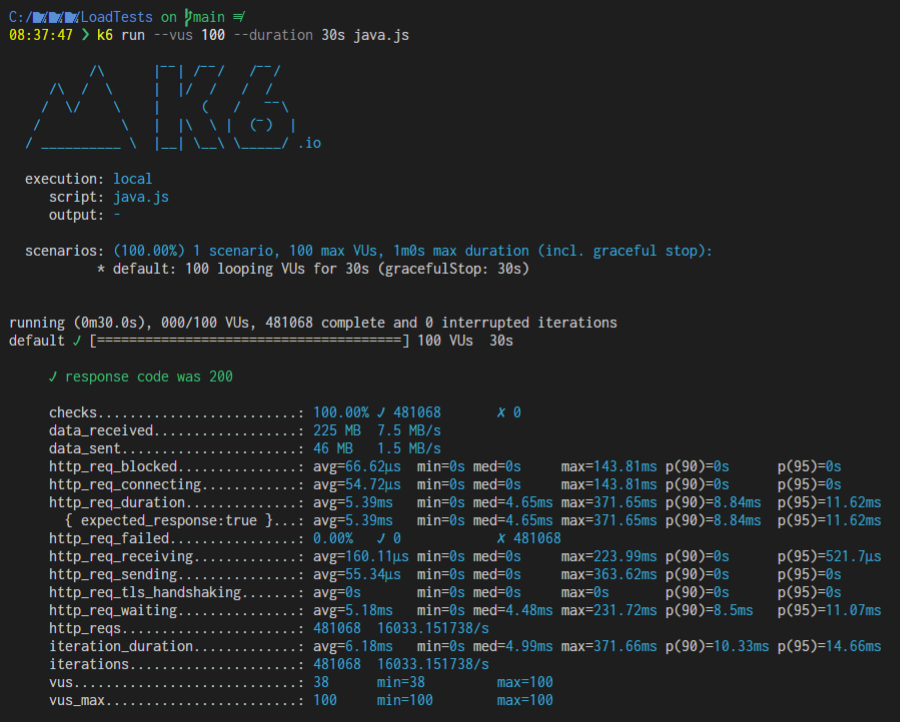 C:/ / / /LoadTests on main ≢
08:37:47 ❯ k6 run --vus 100 --duration 30s java.js
K6
.io
execution: local
script: java.js
output: -
scenarios: (100.00%) 1 scenario, 100 max VUs, 1m0s max duration (incl. graceful stop):
* default: 100 looping VUs for 30s (gracefulStop: 30s)
running (0m30.0s), 000/100 VUs, 481068 complete and 0 interrupted iterations
default ✓ [======================================] 100 VUs  30s
✓ response code was 200
checks.........................: 100.00% ✓ 481068       ✗ 0
data_received..................: 225 MB  7.5 MB/s
data_sent......................: 46 MB   1.5 MB/s
http_req_blocked...............: avg=66.62µs  min=0s med=0s     max=143.81ms p(90)=0s      p(95)=0s
http_req_connecting............: avg=54.72µs  min=0s med=0s     max=143.81ms p(90)=0s      p(95)=0s
http_req_duration..............: avg=5.39ms   min=0s med=4.65ms max=371.65ms p(90)=8.84ms  p(95)=11.62ms
{ expected_response:true }...: avg=5.39ms   min=0s med=4.65ms max=371.65ms p(90)=8.84ms  p(95)=11.62ms
http_req_failed................: 0.00%   ✓ 0            ✗ 481068
http_req_receiving.............: avg=160.11µs min=0s med=0s     max=223.99ms p(90)=0s      p(95)=521.7µs
http_req_sending...............: avg=55.34µs  min=0s med=0s     max=363.62ms p(90)=0s      p(95)=0s
http_req_tls_handshaking.......: avg=0s       min=0s med=0s     max=0s       p(90)=0s      p(95)=0s
http_req_waiting...............: avg=5.18ms   min=0s med=4.48ms max=231.72ms p(90)=8.5ms   p(95)=11.07ms
http_reqs......................: 481068  16033.151738/s
iteration_duration.............: avg=6.18ms   min=0s med=4.99ms max=371.66ms p(90)=10.33ms p(95)=14.66ms
iterations.....................: 481068  16033.151738/s
vus............................: 38      min=38         max=100
vus_max........................: 100     min=100        max=100